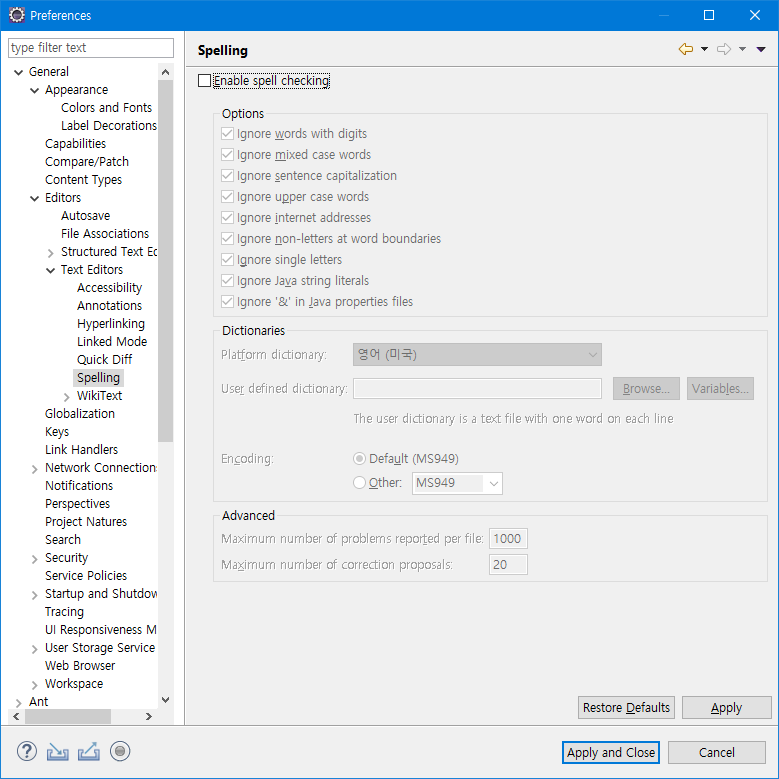 Preferences
type filter text
General
Appearance
Colors and Fonts
Label Decorations
Capabilities
Compare/Patch
Content Types
Editors
Autosave
File Associations
Structured Text Ec
Text Editors
Accessibility
Annotations
Hyperlinking
Linked Mode
Quick Diff
Spelling
WikiText
Globalization
Keys
Link Handlers
Network Connection:
Notifications
Perspectives
Project Natures
Search
Security
Service Policies
Startup and Shutdow
Tracing
UI Responsiveness M
User Storage Service
Web Browser
Workspace
Ant
Spelling
Enable spell checking
Options
Ignore words with digits
Ignore mixed case words
Ignore sentence capitalization
Ignore upper case words
Ignore internet addresses
Ignore non-letters at word boundaries
Ignore single letters
Ignore Java string literals
Ignore '&' in Java properties files
Dictionaries
Platform dictionary: 영어 (미국)
User defined dictionary: Browse... Variables...
The user dictionary is a text file with one word on each line
Encoding: Default (MS949)
Other: MS949
Advanced
Maximum number of problems reported per file: 1000
Maximum number of correction proposals: 20
Restore Defaults Apply
? Apply and Close Cancel